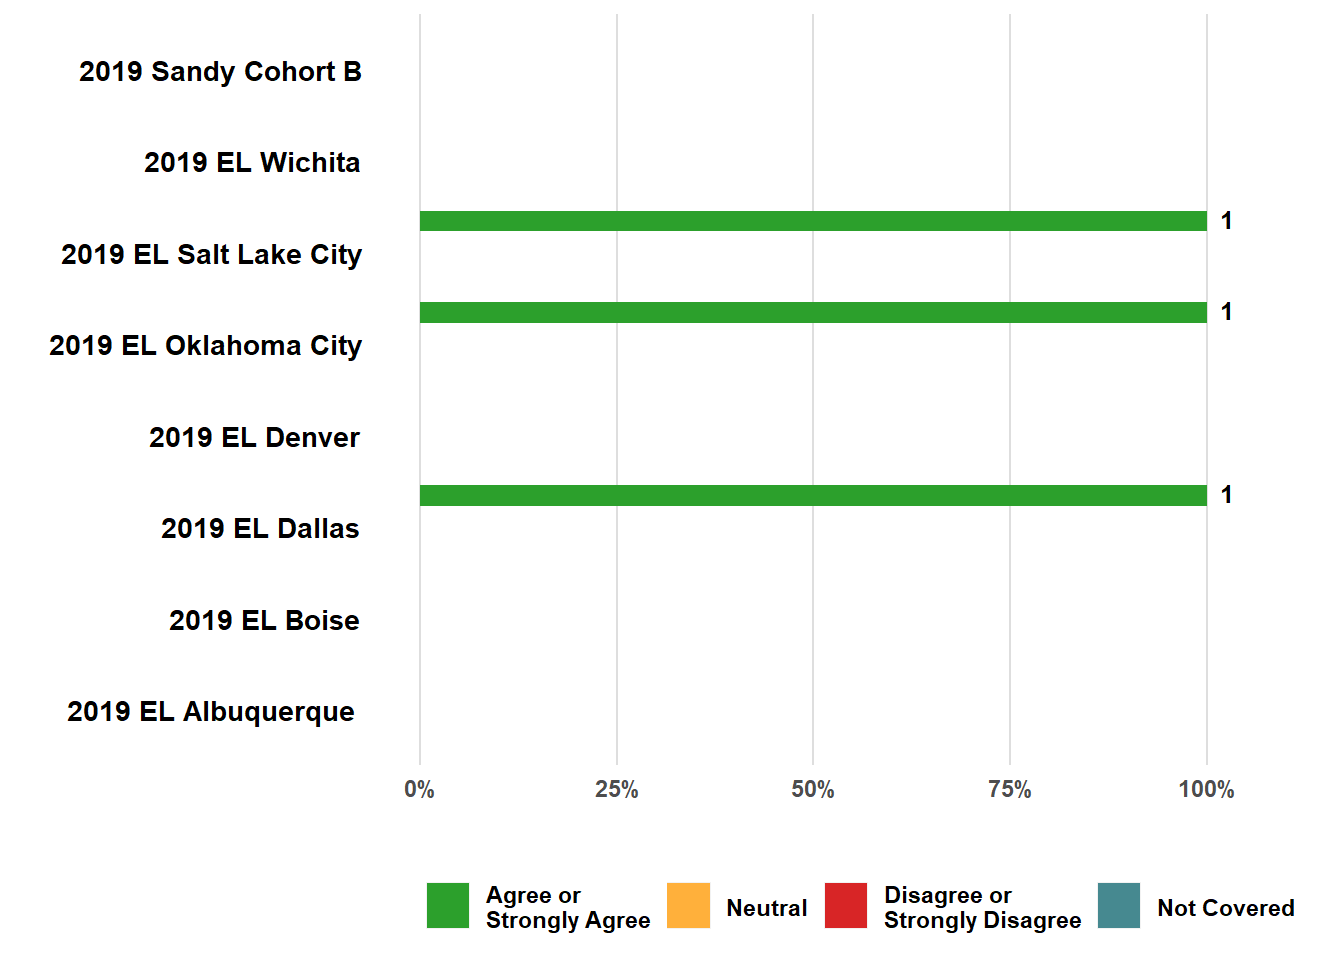 2019 Sandy Cohort B
2019 EL Wichita
1
2019 EL Salt Lake City
1
2019 EL Oklahoma City
2019 EL Denver
1
2019 EL Dallas
2019 EL Boise
2019 EL Albuquerque
0% 25% 50% 75% 100%
Agree or
Strongly Agree
Neutral
Disagree or
Strongly Disagree
Not Covered